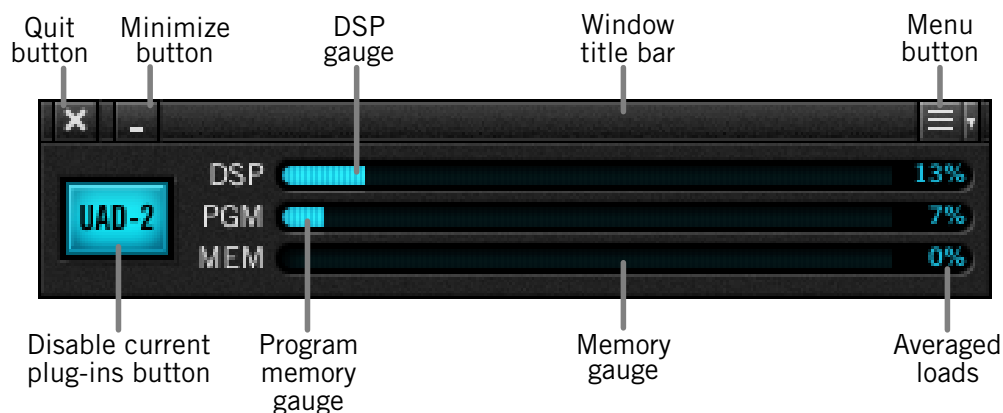 Quit
button
Minimize
button
DSP
gauge
Window
title bar
Menu
button
DSP
13%
UAD-2
PGM
7%
MEM
0%
Disable current
plug-ins button
Program
memory
gauge
Memory
gauge
Averaged
loads